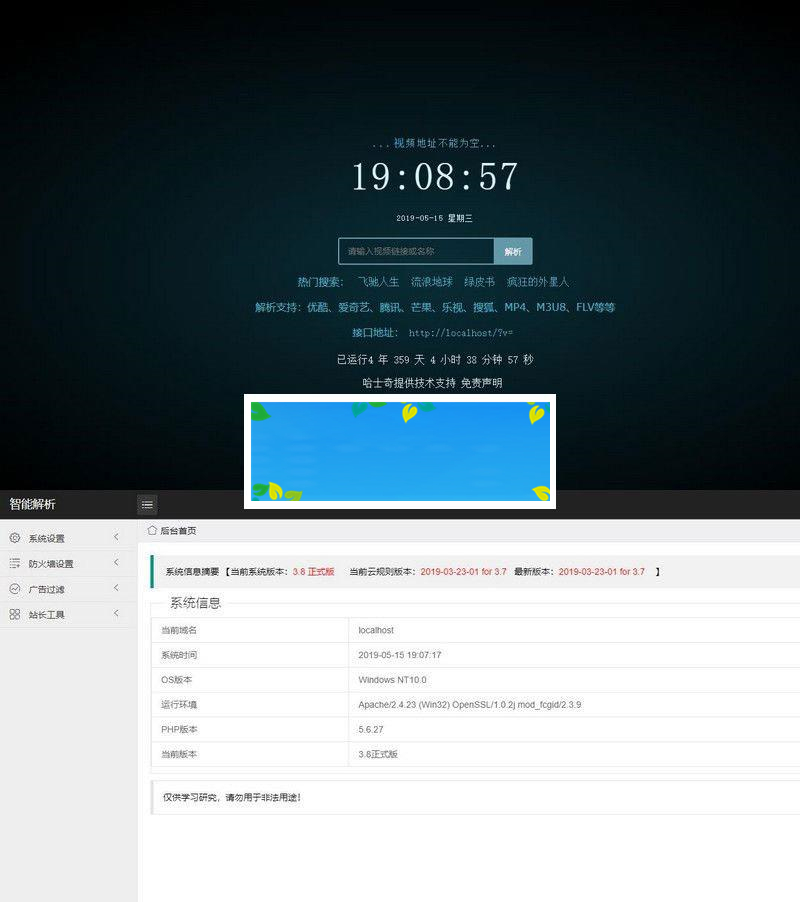 ...视频地址不能为空...
19:08:57
2019-05-15 星期三
请输入视频链接或名称 解析
热门搜索： 飞驰人生 流浪地球 绿皮书 疯狂的外星人
解析支持：优酷、爱奇艺、腾讯、芒果、乐视、搜狐、MP4、M3U8、FLV等等
接口地址： http://localhost/?v=
已运行4 年 359 天 4 小时 38 分钟 57 秒
哈士奇提供技术支持 免责声明
智能解析
系统设置
防火墙设置
广告过滤
站长工具
后台首页
系统信息摘要 【当前系统版本：3.8 正式版 当前云规则版本：2019-03-23-01 for 3.7 最新版本：2019-03-23-01 for 3.7 】
系统信息
当前域名 localhost
系统时间 2019-05-15 19:07:17
OS版本 Windows NT10.0
运行环境 Apache/2.4.23 (Win32) OpenSSL/1.0.2j mod_fcgid/2.3.9
PHP版本 5.6.27
当前版本 3.8正式版
仅供学习研究，请勿用于非法用途！